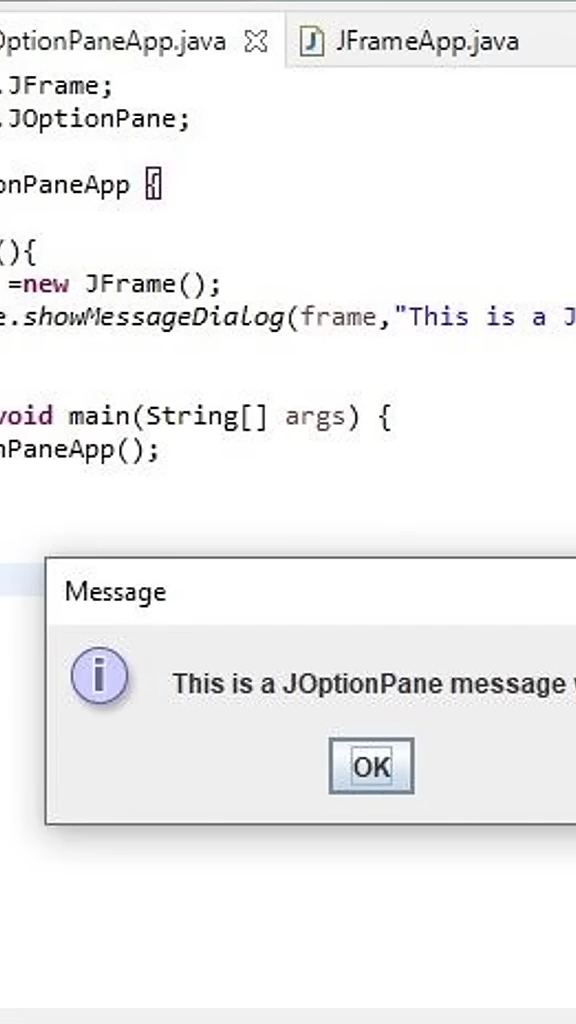 OptionPaneApp.java JFrameApp.java
.JFrame;
.JOptionPane;
onPaneApp {
(){
=new JFrame();
e.showMessageDialog(frame,"This is a J
void main(String[] args) {
nPaneApp();
Message
i
This is a JOptionPane message
OK